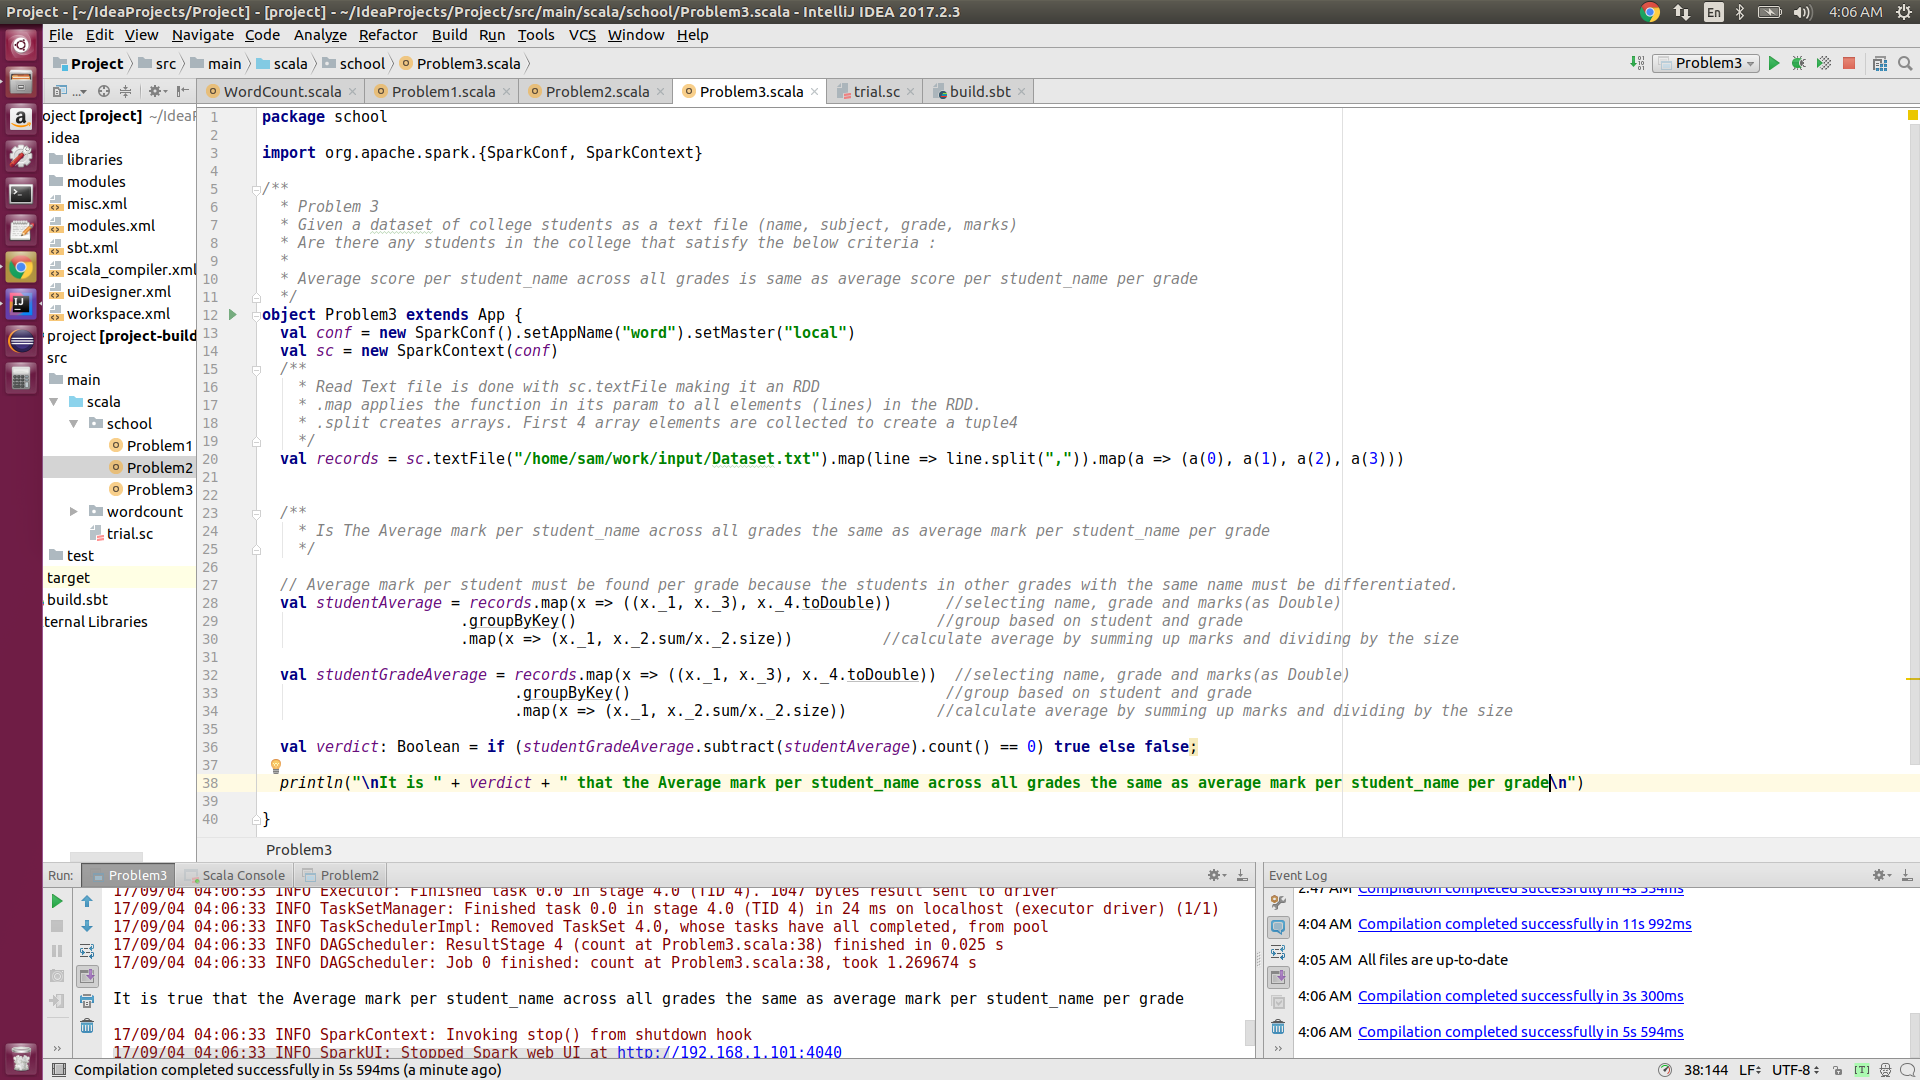 Project - [~/IdeaProjects/Project] - [project] - ~/IdeaProjects/Project/src/main/scala/school/Problem3.scala - IntelliJ IDEA 2017.2.3
En
4:06 AM
File Edit View Navigate Code Analyze Refactor Build Run Tools VCS Window Help
Project src main scala school Problem3.scala
Problem3
WordCount.scala Problem1.scala Problem2.scala Problem3.scala trial.sc build.sbt
oject [project] ~/IdeaP
.idea
libraries
modules
misc.xml
modules.xml
sbt.xml
scala_compiler.xml
uiDesigner.xml
workspace.xml
project [project-build
src
main
scala
school
Problem1
Problem2
Problem3
wordcount
trial.sc
test
target
build.sbt
ternal Libraries
1 package school
2
3 import org.apache.spark.{SparkConf, SparkContext}
4
5 /**
6 * Problem 3
7 * Given a dataset of college students as a text file (name, subject, grade, marks)
8 * Are there any students in the college that satisfy the below criteria :
9 *
10 * Average score per student_name across all grades is same as average score per student_name per grade
11 */
12 object Problem3 extends App {
13 val conf = new SparkConf().setAppName("word").setMaster("local")
14 val sc = new SparkContext(conf)
15 /**
16 * Read Text file is done with sc.textFile making it an RDD
17 * .map applies the function in its param to all elements (lines) in the RDD.
18 * .split creates arrays. First 4 array elements are collected to create a tuple4
19 */
20 val records = sc.textFile("/home/sam/work/input/Dataset.txt").map(line => line.split(",")).map(a => (a(0), a(1), a(2), a(3)))
21
22
23 /**
24 * Is The Average mark per student_name across all grades the same as average mark per student_name per grade
25 */
26
27 // Average mark per student must be found per grade because the students in other grades with the same name must be differentiated.
28 val studentAverage = records.map(x => ((x._1, x._3), x._4.toDouble)) //selecting name, grade and marks(as Double)
29 .groupByKey() //group based on student and grade
30 .map(x => (x._1, x._2.sum/x._2.size)) //calculate average by summing up marks and dividing by the size
31
32 val studentGradeAverage = records.map(x => ((x._1, x._3), x._4.toDouble)) //selecting name, grade and marks(as Double)
33 .groupByKey() //group based on student and grade
34 .map(x => (x._1, x._2.sum/x._2.size)) //calculate average by summing up marks and dividing by the size
35
36 val verdict: Boolean = if (studentGradeAverage.subtract(studentAverage).count() == 0) true else false;
37
38 println("\nIt is " + verdict + " that the Average mark per student_name across all grades the same as average mark per student_name per grade\n")
39
40 }
Problem3
Run: Problem3 Scala Console Problem2
17/09/04 04:06:33 INFO Executor: Finished task 0.0 in stage 4.0 (TID 4). 1047 bytes result sent to driver
17/09/04 04:06:33 INFO TaskSetManager: Finished task 0.0 in stage 4.0 (TID 4) in 24 ms on localhost (executor driver) (1/1)
17/09/04 04:06:33 INFO TaskSchedulerImpl: Removed TaskSet 4.0, whose tasks have all completed, from pool
17/09/04 04:06:33 INFO DAGScheduler: ResultStage 4 (count at Problem3.scala:38) finished in 0.025 s
17/09/04 04:06:33 INFO DAGScheduler: Job 0 finished: count at Problem3.scala:38, took 1.269674 s
It is true that the Average mark per student_name across all grades the same as average mark per student_name per grade
17/09/04 04:06:33 INFO SparkContext: Invoking stop() from shutdown hook
17/09/04 04:06:33 INFO SparkUI: Stopped Spark web UI at http://192.168.1.101:4040
Event Log
2:47 AM Compilation completed successfully in 4s 534ms
4:04 AM Compilation completed successfully in 11s 992ms
4:05 AM All files are up-to-date
4:06 AM Compilation completed successfully in 3s 300ms
4:06 AM Compilation completed successfully in 5s 594ms
Compilation completed successfully in 5s 594ms (a minute ago)
38:144 LF UTF-8 [T]